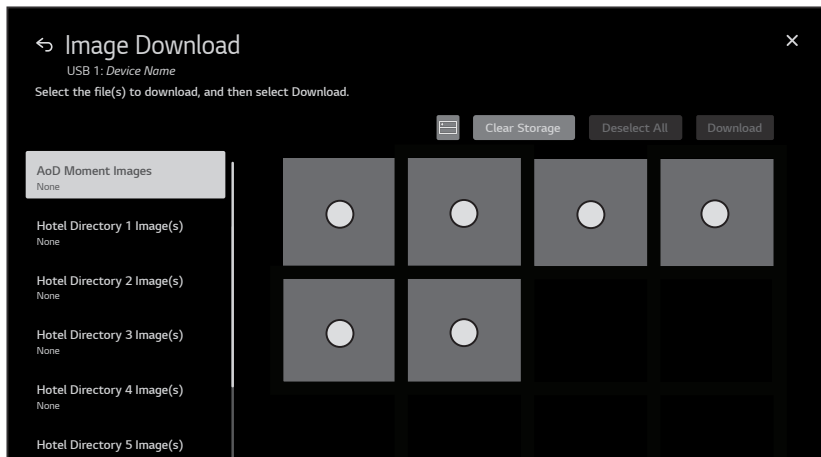 Image Download
USB 1: Device Name
Select the file(s) to download, and then select Download.
Clear Storage
Deselect All
Download
AoD Moment Images
None
Hotel Directory 1 Image(s)
None
Hotel Directory 2 Image(s)
None
Hotel Directory 3 Image(s)
None
Hotel Directory 4 Image(s)
None
Hotel Directory 5 Image(s)